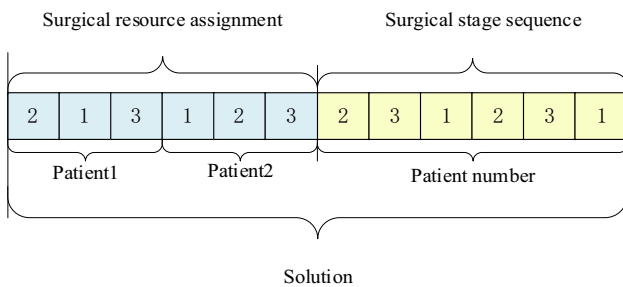 Surgical resource assignment Surgical stage sequence
2 1 3 1 2 3 2 3 1 2 3 1
Patient1 Patient2 Patient number
Solution